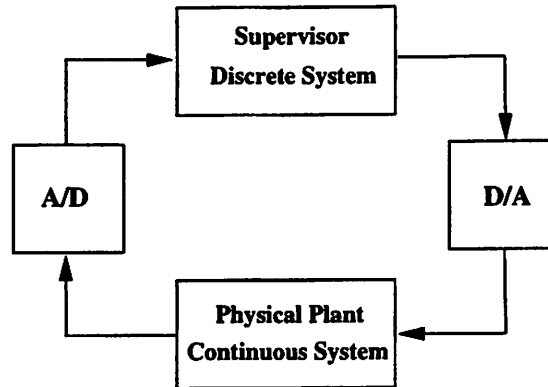 Supervisor
Discrete System
A/D
D/A
Physical Plant
Continuous System